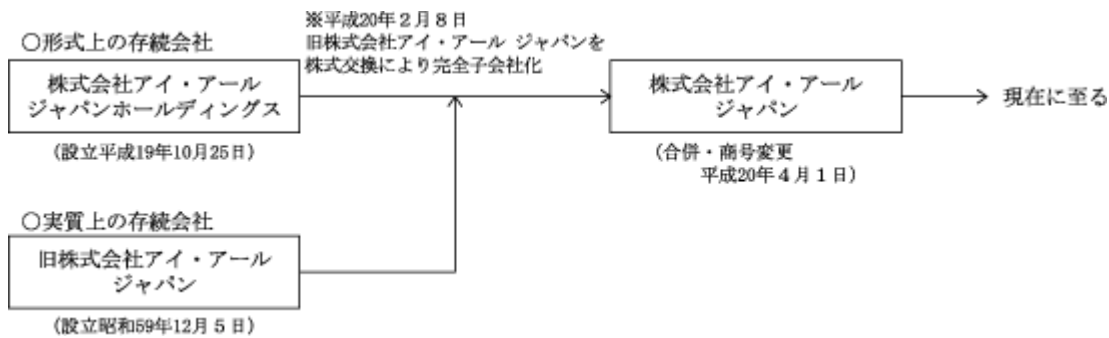 ※平成20年2月8日
旧株式会社アイ・アール ジャパンを
株式交換により完全子会社化
○形式上の存続会社
株式会社アイ・アール
ジャパンホールディングス
(設立平成19年10月25日)
株式会社アイ・アール
ジャパン
(合併・商号変更
平成20年4月1日)
現在に至る
○実質上の存続会社
旧株式会社アイ・アール
ジャパン
(設立昭和59年12月5日)